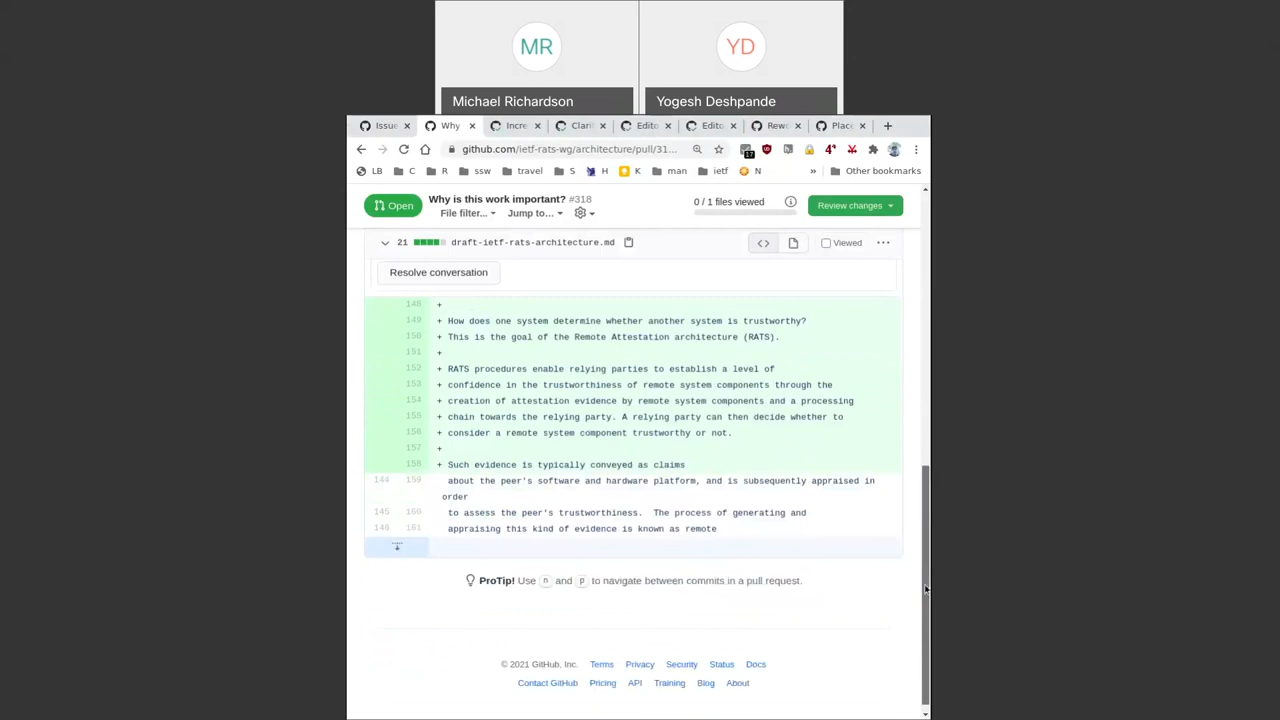 MR
YD
Michael Richardson
Yogesh Deshpande
Issue
Why
Incre
Clari
Edito
Edito
Rewo
Place
github.com/ietf-rats-wg/architecture/pull/31...
17
LB
C
R
ssw
travel
S
H
K
man
ietf
N
»
Other bookmarks
Open
Why is this work important? #318
File filter...
Jump to...
0 / 1 files viewed
Review changes
21
draft-ietf-rats-architecture.md
Viewed
Resolve conversation
148 +
149 + How does one system determine whether another system is trustworthy?
150 + This is the goal of the Remote Attestation architecture (RATS).
151 +
152 + RATS procedures enable relying parties to establish a level of
153 + confidence in the trustworthiness of remote system components through the
154 + creation of attestation evidence by remote system components and a processing
155 + chain towards the relying party. A relying party can then decide whether to
156 + consider a remote system component trustworthy or not.
157 +
158 + Such evidence is typically conveyed as claims
144 159 about the peer's software and hardware platform, and is subsequently appraised in
order
145 160 to assess the peer's trustworthiness.  The process of generating and
146 161 appraising this kind of evidence is known as remote
ProTip! Use n and p to navigate between commits in a pull request.
© 2021 GitHub, Inc. Terms Privacy Security Status Docs
Contact GitHub Pricing API Training Blog About